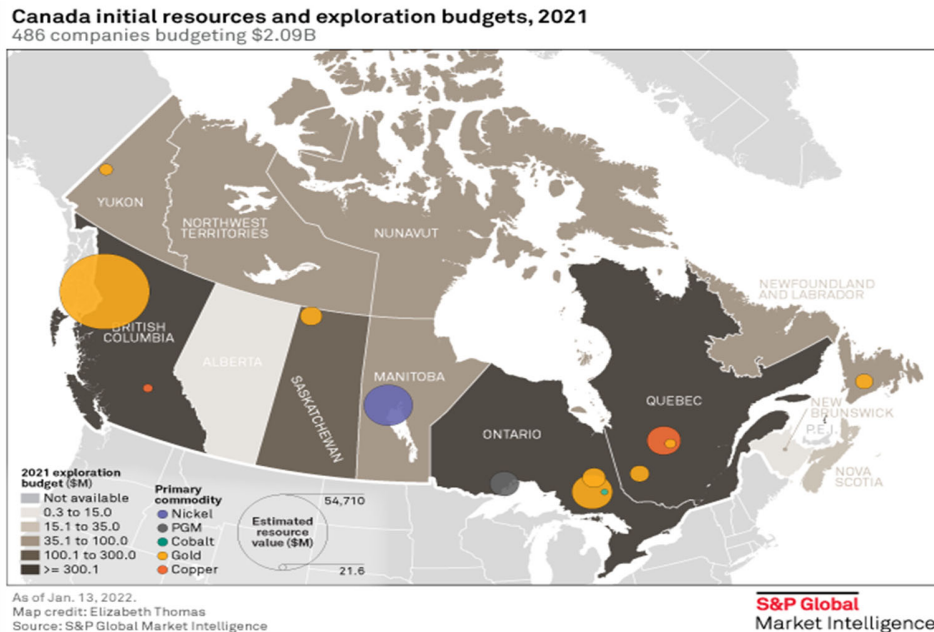 Canada initial resources and exploration budgets, 2021
486 companies budgeting $2.09B
YUKON
NORTHWEST
TERRITORIES
NUNAVUT
NEWFOUNDLAND
AND LABRADOR
BRITISH
COLUMBIA
ALBERTA
SASKATCHEWAN
MANITOBA
ONTARIO
QUEBEC
NEW
BRUNSWICK
P.E.I.
NOVA
SCOTIA
2021 exploration
budget ($M)
Not available
0.3 to 15.0
15.1 to 35.0
35.1 to 100.0
100.1 to 300.0
>= 300.1
Primary
commodity
Nickel
PGM
Cobalt
Gold
Copper
54,710
Estimated
resource
value ($M)
21.6
As of Jan. 13, 2022.
Map credit: Elizabeth Thomas
Source: S&P Global Market Intelligence
S&P Global
Market Intelligence